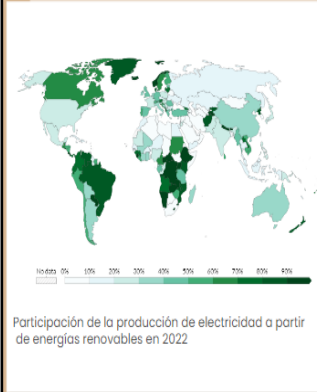 No data 0% 10% 20% 30% 40% 50% 60% 70% 80% 90%
Participación de la producción de electricidad a partir
de energías renovables en 2022